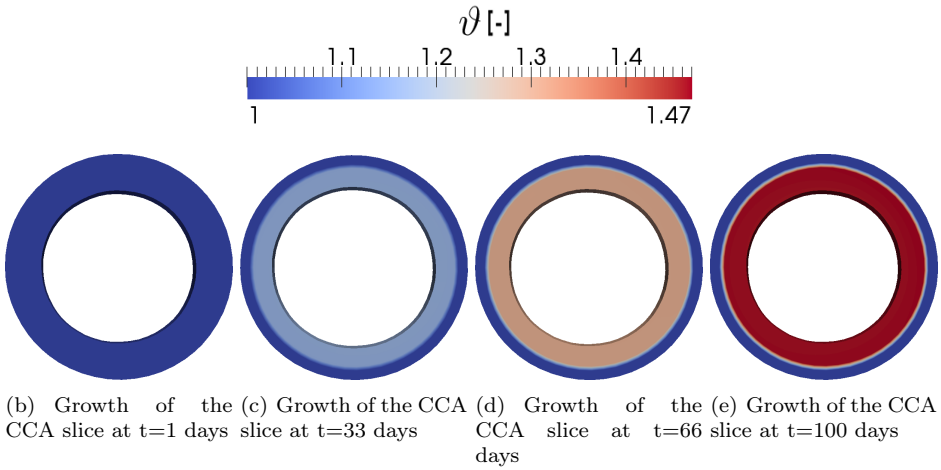 ϑ [-]
1.1 1.2 1.3 1.4
1 1.47
(b) Growth of the
CCA slice at t=1 days
(c) Growth of the CCA
slice at t=33 days
(d) Growth of the
CCA slice at t=66
days
(e) Growth of the CCA
slice at t=100 days